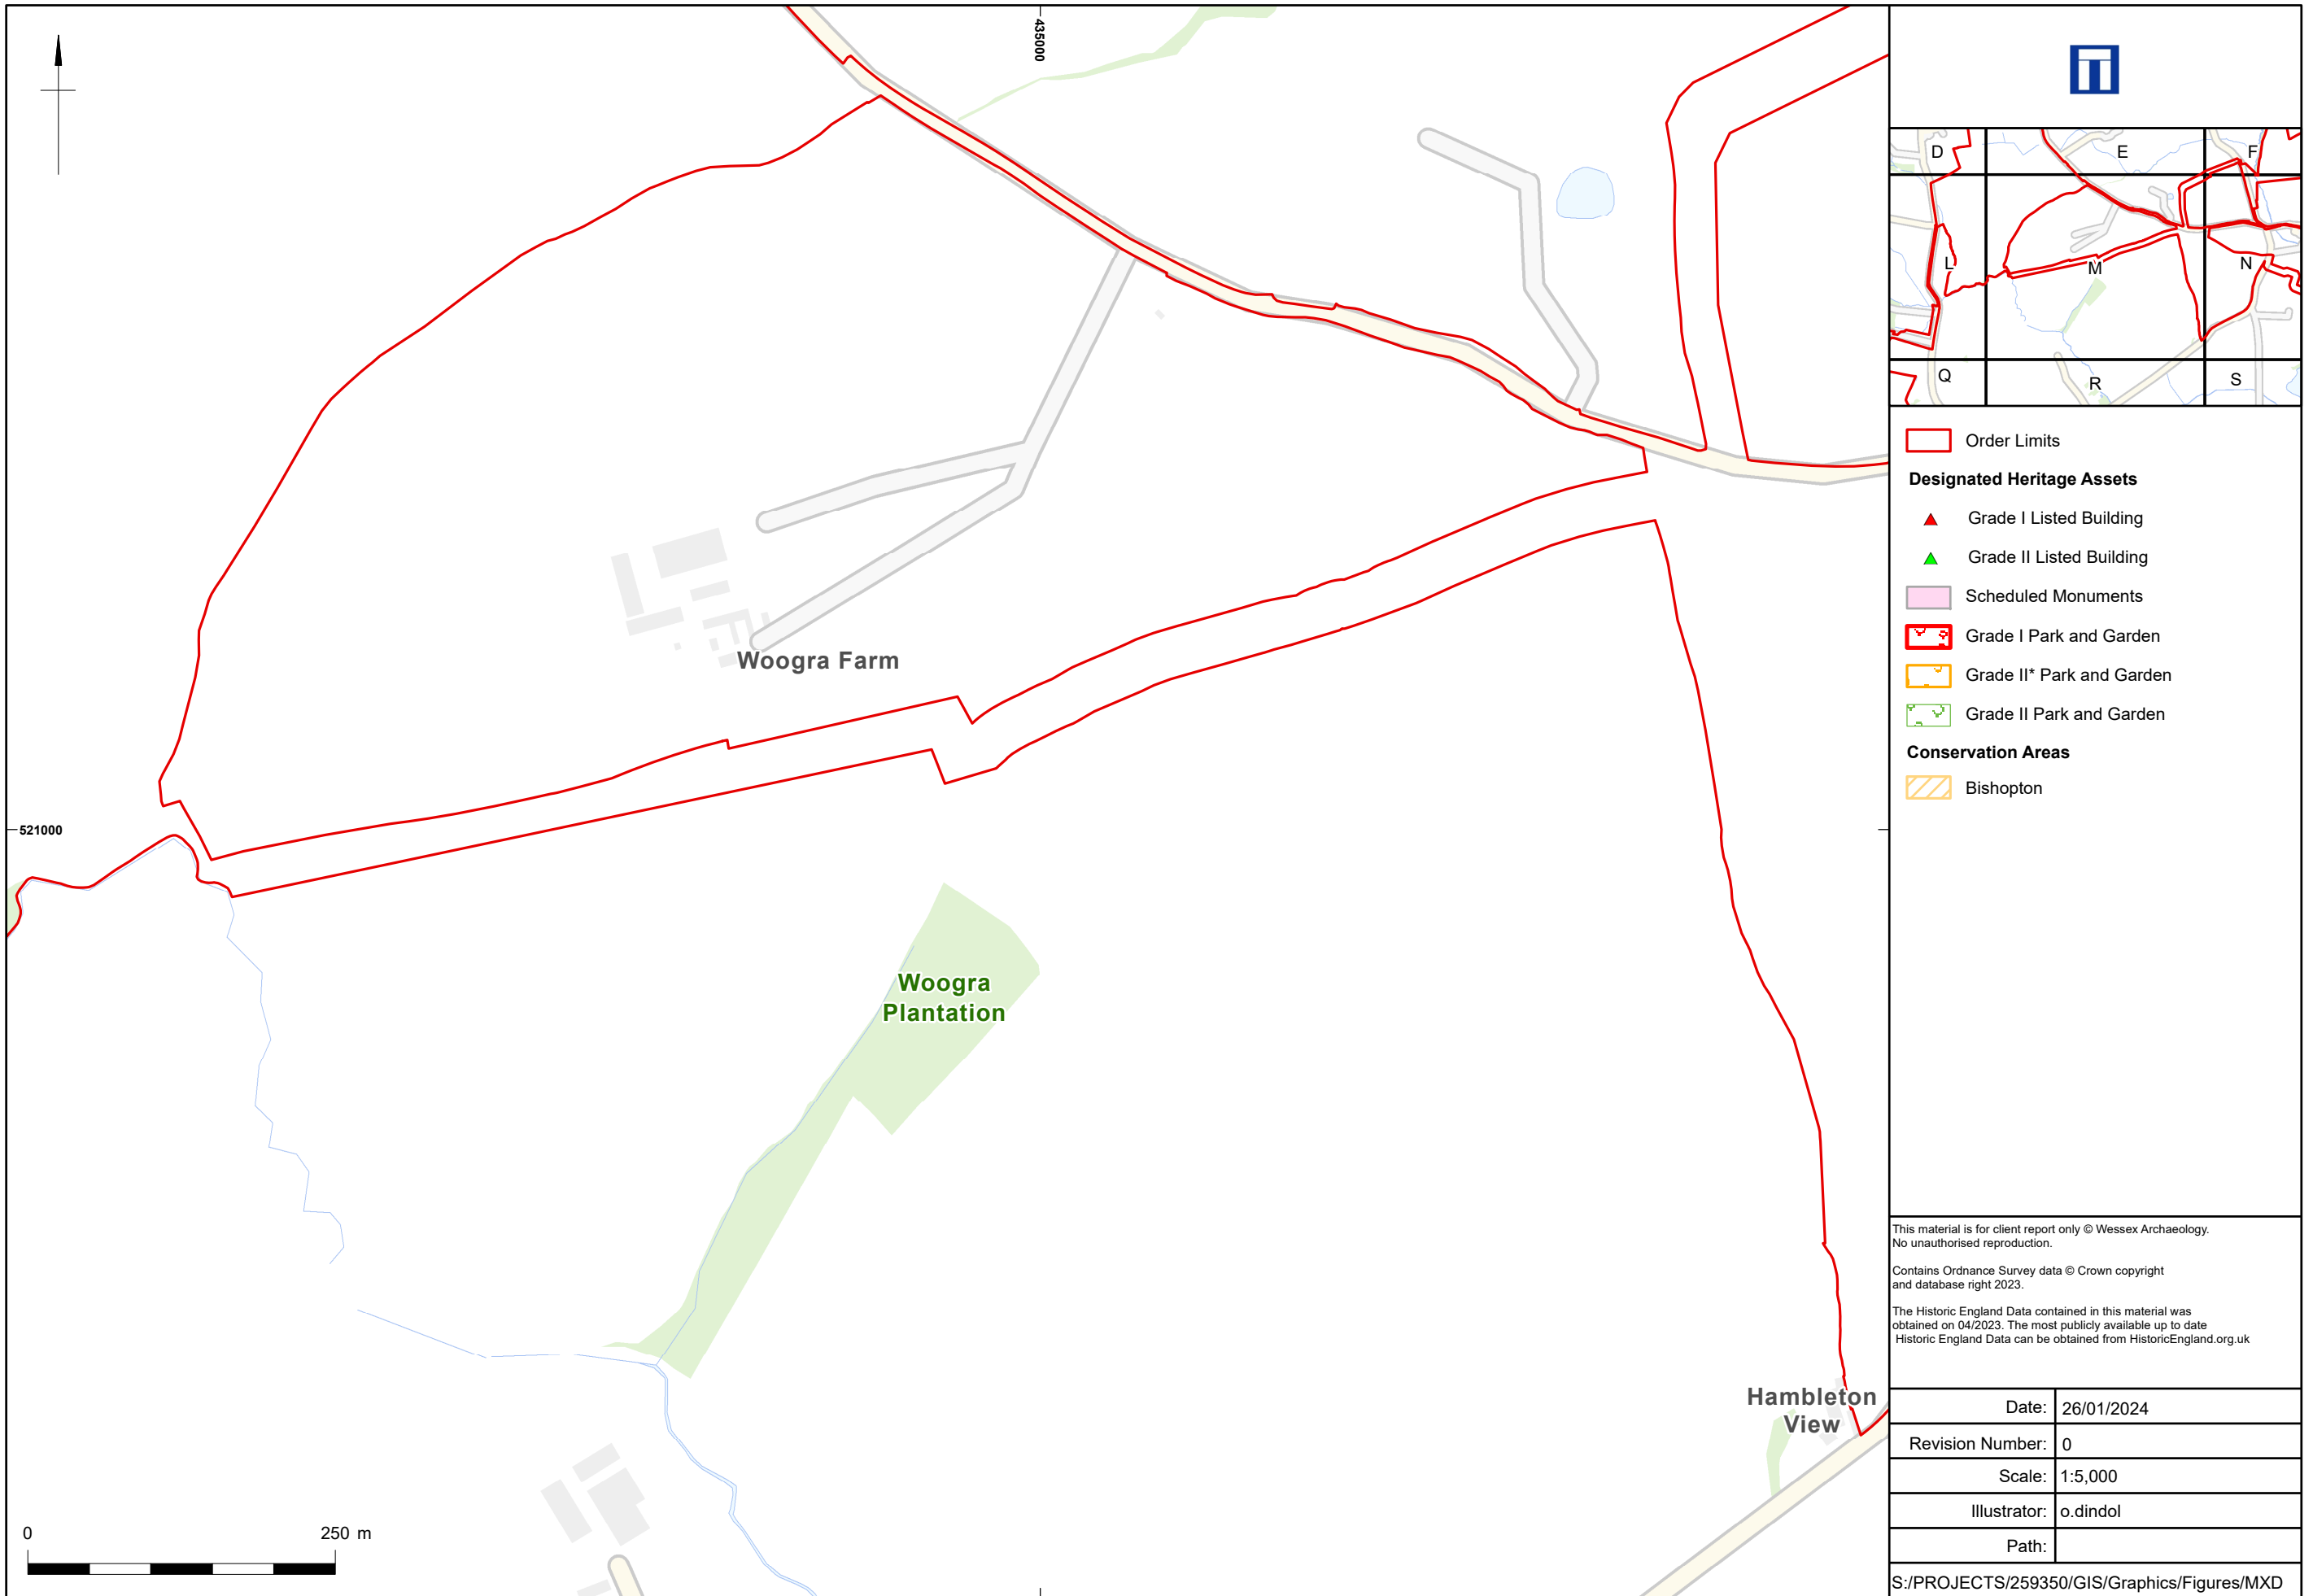 435000
521000
Woogra Farm
Woogra
Plantation
Hambleton
View
0
250 m
D
E
F
L
M
N
Q
R
S
Order Limits
Designated Heritage Assets
Grade I Listed Building
Grade II Listed Building
Scheduled Monuments
Grade I Park and Garden
Grade II* Park and Garden
Grade II Park and Garden
Conservation Areas
Bishopton
This material is for client report only © Wessex Archaeology.
No unauthorised reproduction.
Contains Ordnance Survey data © Crown copyright
and database right 2023.
The Historic England Data contained in this material was
obtained on 04/2023. The most publicly available up to date
Historic England Data can be obtained from HistoricEngland.org.uk
Date: 26/01/2024
Revision Number: 0
Scale: 1:5,000
Illustrator: o.dindol
Path:
S:/PROJECTS/259350/GIS/Graphics/Figures/MXD